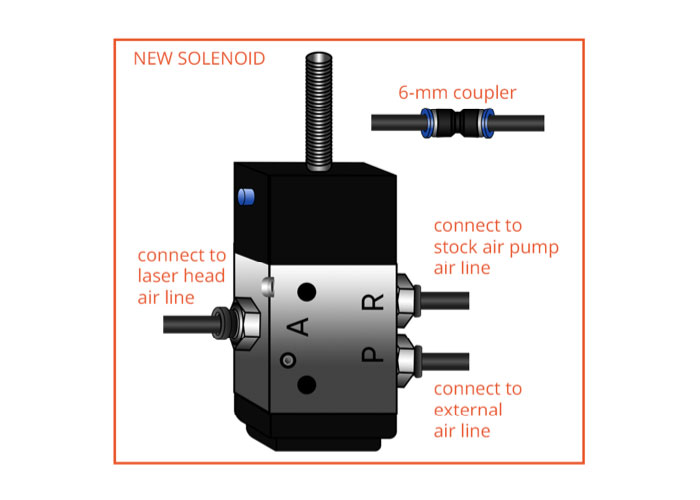 NEW SOLENOID
6-mm coupler
connect to
stock air pump
air line
connect to
laser head
air line
R
A
P
connect to
external
air line